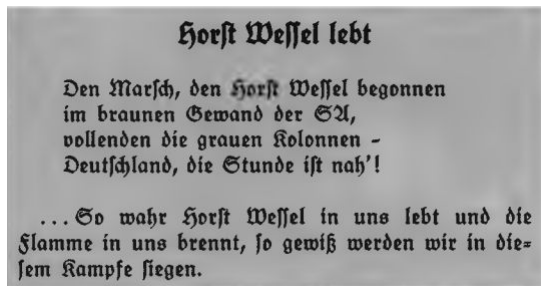 Horst Wessel lebt
Den Marsch, den Horst Wessel begonnen
im braunen Gewand der SA,
vollenden die grauen Kolonnen -
Deutschland, die Stunde ist nah'!
... So wahr Horst Wessel in uns lebt und die
Flamme in uns brennt, so gewiß werden wir in die=
sem Kampfe siegen.